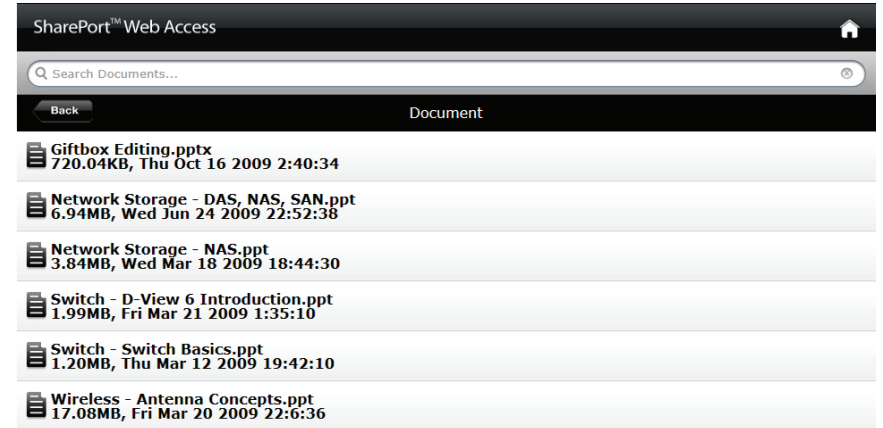 SharePort™ Web Access
Search Documents...
Back
Document
Giftbox Editing.pptx
720.04KB, Thu Oct 16 2009 2:40:34
Network Storage - DAS, NAS, SAN.ppt
6.94MB, Wed Jun 24 2009 22:52:38
Network Storage - NAS.ppt
3.84MB, Wed Mar 18 2009 18:44:30
Switch - D-View 6 Introduction.ppt
1.99MB, Fri Mar 21 2009 1:35:10
Switch - Switch Basics.ppt
1.20MB, Thu Mar 12 2009 19:42:10
Wireless - Antenna Concepts.ppt
17.08MB, Fri Mar 20 2009 22:6:36